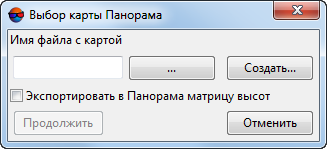 Выбор карты Панорама
Имя файла с картой
... Создать...
Экспортировать в Панорама матрицу высот
Продолжить Отменить